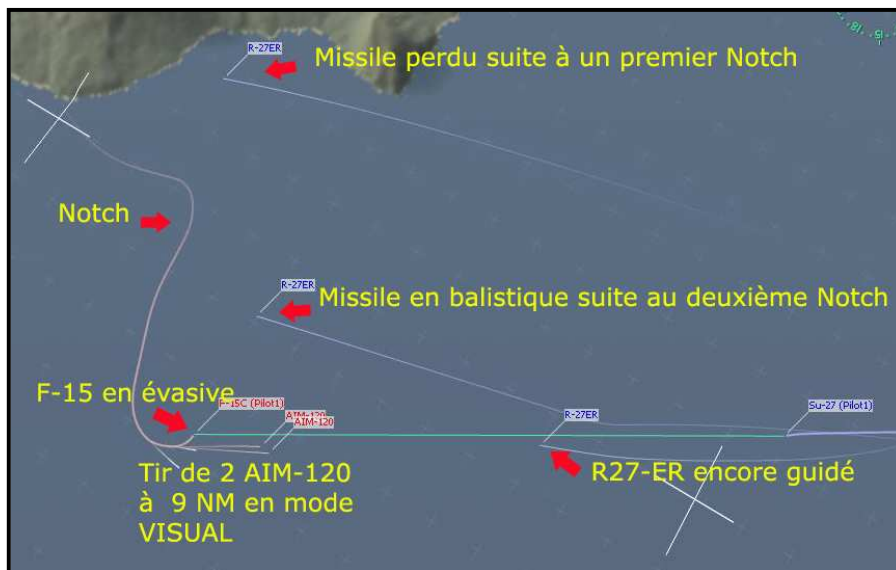 R-27ER
Missile perdu suite à un premier Notch
Notch
R-27ER
Missile en balistique suite au deuxième Notch
F-15 en évasive
F-15C (Pilot1)
AIM-120
AIM-120
R-27ER
Su-27 (Pilot1)
Tir de 2 AIM-120
à 9 NM en mode
VISUAL
R27-ER encore guidé
18
15